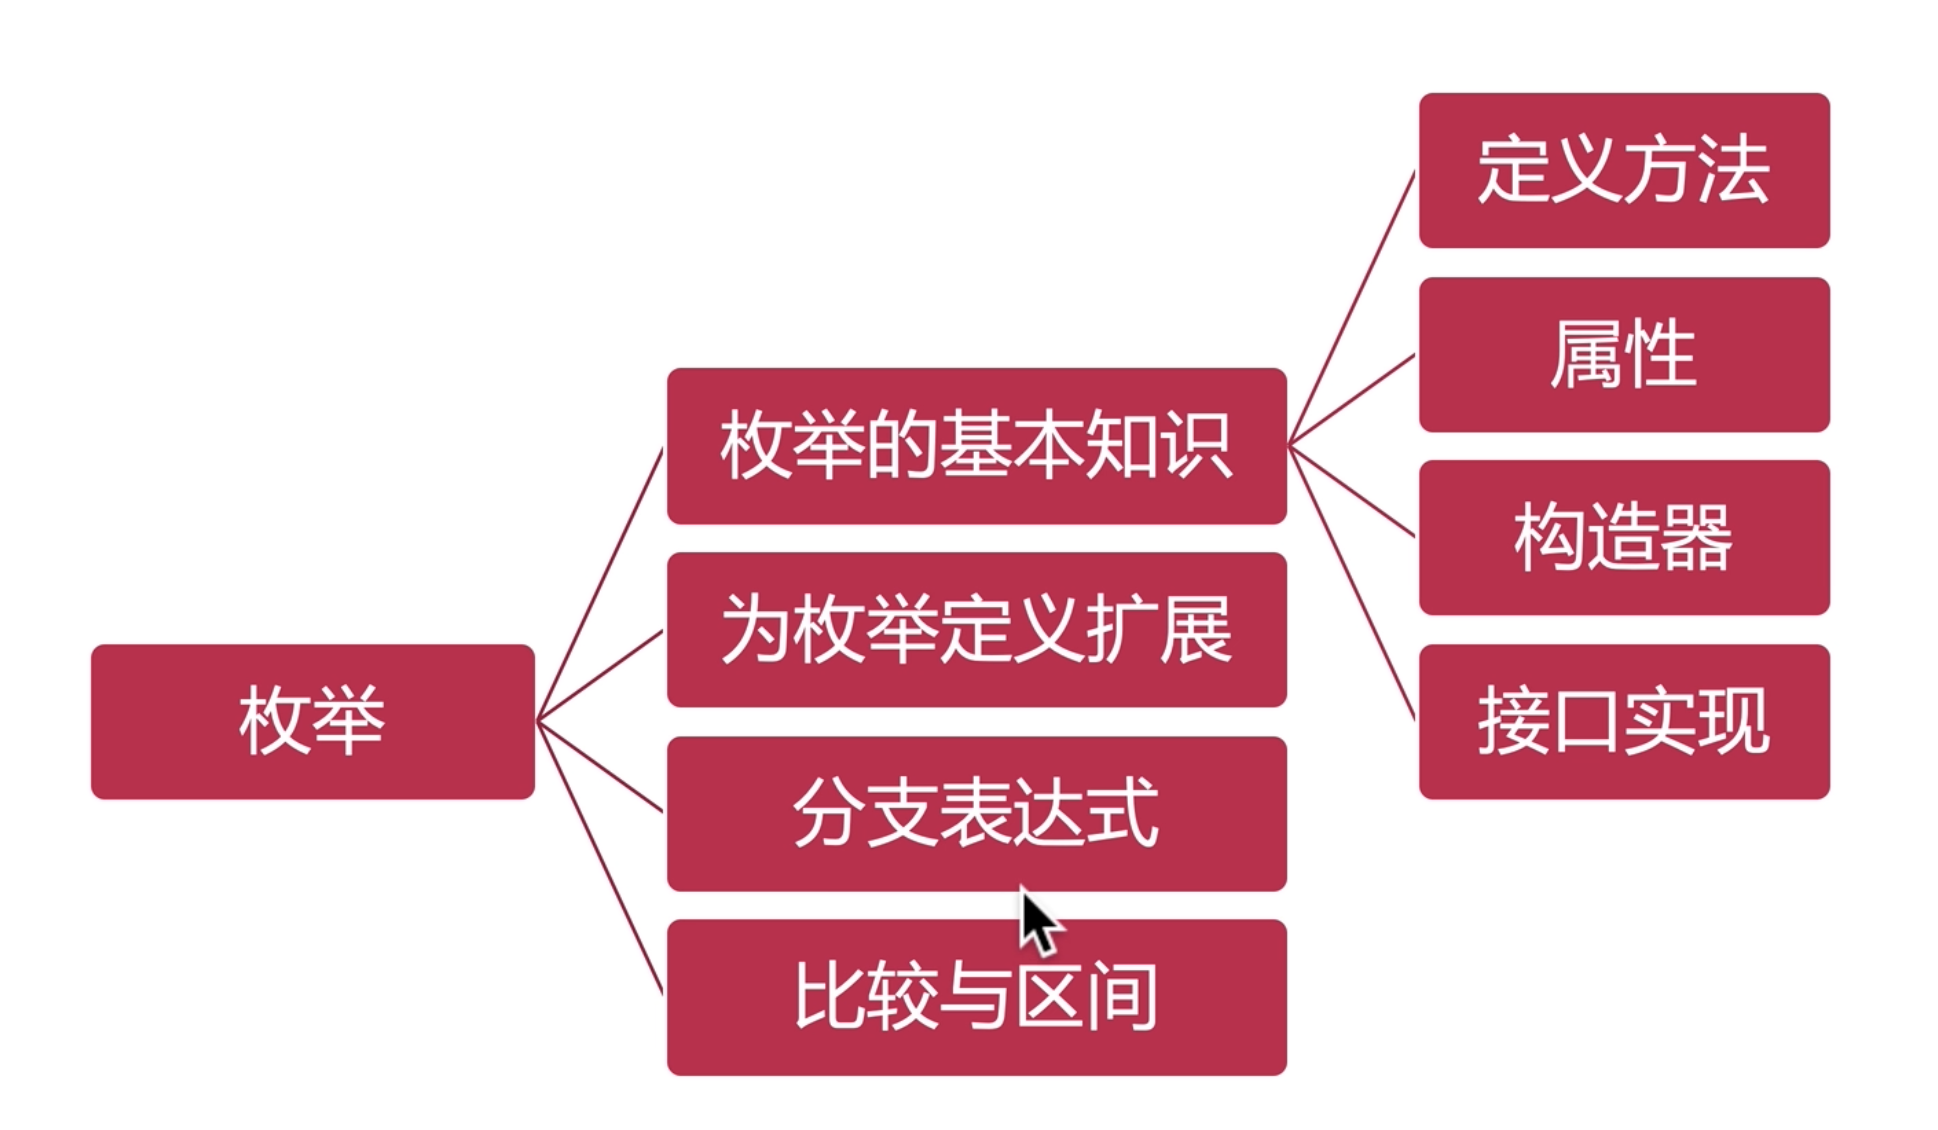 枚举
枚举的基本知识
为枚举定义扩展
分支表达式
比较与区间
定义方法
属性
构造器
接口实现